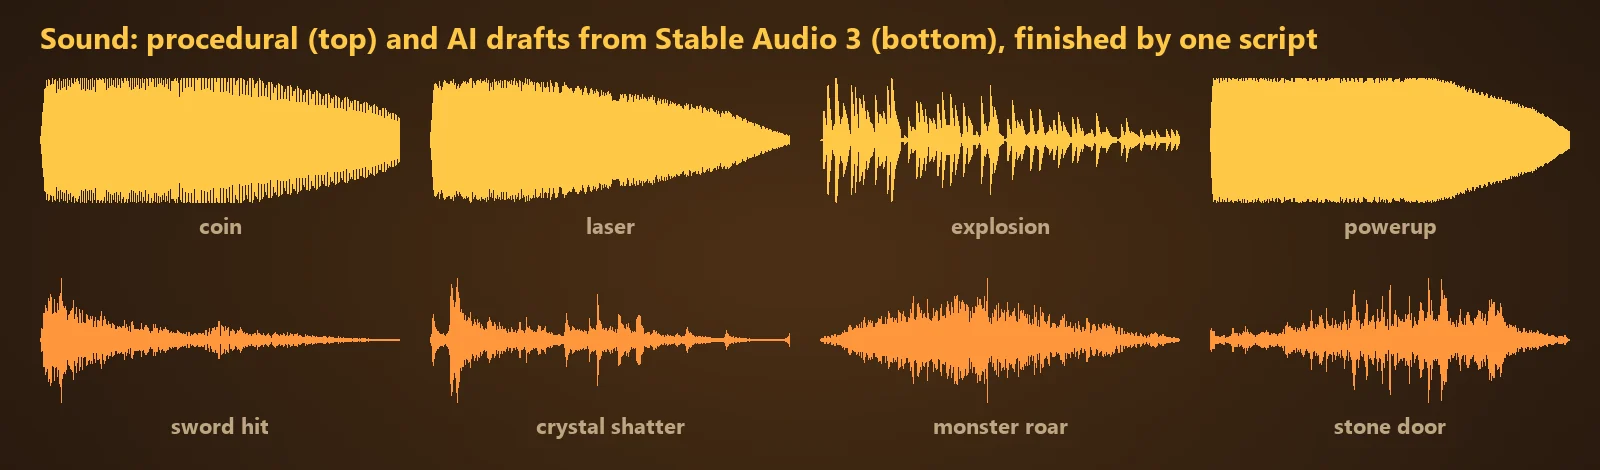 Sound: procedural (top) and AI drafts from Stable Audio 3 (bottom), finished by one script
coin
laser
explosion
powerup
sword hit
crystal shatter
monster roar
stone door